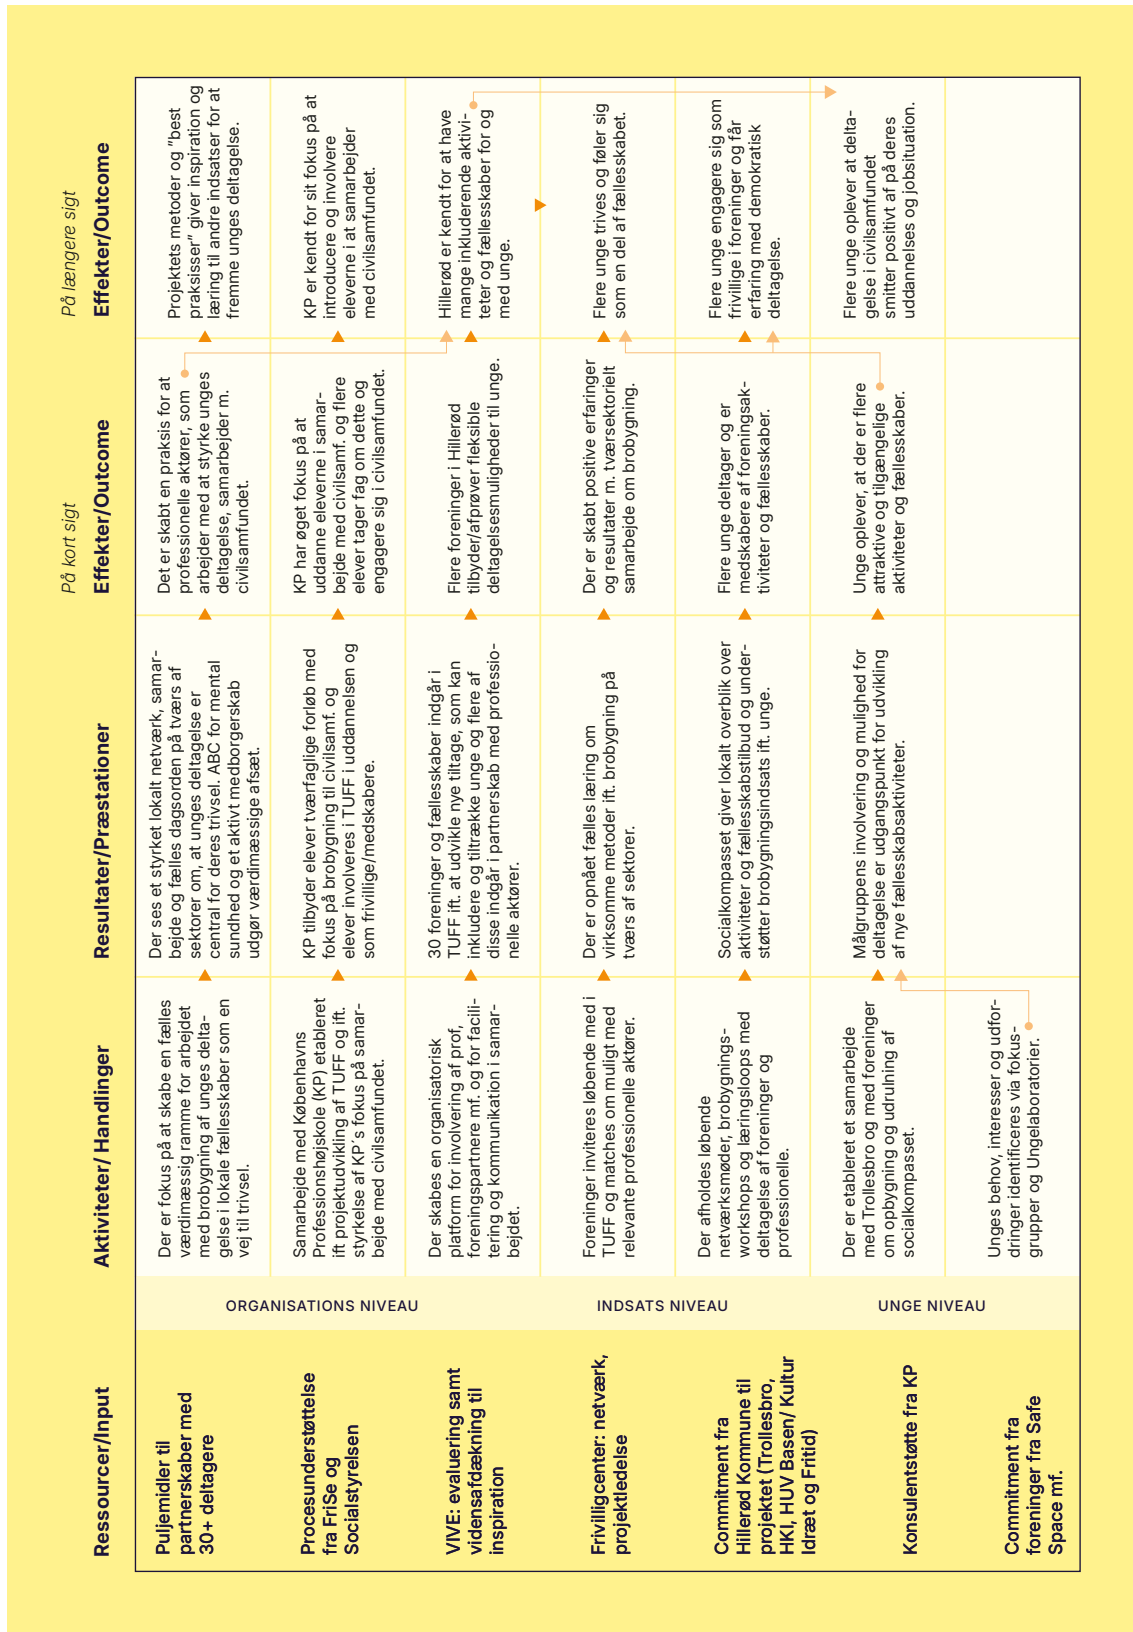 Ressourcer/Input
Aktiviteter/ Handlinger
Resultater/Præstationer
På kort sigt
Effekter/Outcome
På længere sigt
Effekter/Outcome
Puljemidler til
partnerskaber med
30+ deltagere
Procesunderstøttelse
fra FriSe og
Socialstyrelsen
VIVE: evaluering samt
vidensafdækning til
inspiration
Frivilligcenter: netværk,
projektledelse
Commitment fra
Hillerød Kommune til
projektet (Trollesbro,
HKI, HUV Basen/ Kultur
Idræt og Fritid)
Konsulentstøtte fra KP
Commitment fra
foreninger fra Safe
Space mf.
ORGANISATIONS NIVEAU
Der er fokus på at skabe en fælles
værdimæssig ramme for arbejdet
med brobygning af unges delta-
gelse i lokale fællesskaber som en
vej til trivsel.
Der ses et styrket lokalt netværk, samar-
bejde og fælles dagsorden på tværs af
sektorer om, at unges deltagelse er
central for deres trivsel. ABC for mental
sundhed og et aktivt medborgerskab
udgør værdimæssige afsæt.
Det er skabt en praksis for at
professionelle aktører, som
arbejder med at styrke unges
deltagelse, samarbejder m.
civilsamfundet.
Projektets metoder og ”best
praksisser” giver inspiration og
læring til andre indsatser for at
fremme unges deltagelse.
Samarbejde med Københavns
Professionshøjskole (KP) etableret
ift projektudvikling af TUFF og ift.
styrkelse af KP´s fokus på samar-
bejde med civilsamfundet.
KP tilbyder elever tværfaglige forløb med
fokus på brobygning til civilsamf. og
elever involveres i TUFF i uddannelsen og
som frivillige/medskabere.
KP har øget fokus på at
uddanne eleverne i samar-
bejde med civilsamf. og flere
elever tager fag om dette og
engagere sig i civilsamfundet.
KP er kendt for sit fokus på at
introducere og involvere
eleverne i at samarbejder
med civilsamfundet.
Der skabes en organisatorisk
platform for involvering af prof,
foreningspartnere mf. og for facili-
tering og kommunikation i samar-
bejdet.
30 foreninger og fællesskaber indgår i
TUFF ift. at udvikle nye tiltage, som kan
inkludere og tiltrække unge og flere af
disse indgår i partnerskab med professio-
nelle aktører.
Flere foreninger i Hillerød
tilbyder/afprøver fleksible
deltagelsesmuligheder til unge.
Hillerød er kendt for at have
mange inkluderende aktivi-
teter og fællesskaber for og
med unge.
INDSATS NIVEAU
Foreninger inviteres løbende med i
TUFF og matches om muligt med
relevante professionelle aktører.
Der er opnået fælles læring om
virksomme metoder ift. brobygning på
tværs af sektorer.
Der er skabt positive erfaringer
og resultater m. tværsektorielt
samarbejde om brobygning.
Flere unge trives og føler sig
som en del af fællesskabet.
Der afholdes løbende
netværksmøder, brobygnings-
workshops og læringsloops med
deltagelse af foreninger og
professionelle.
Socialkompasset giver lokalt overblik over
aktiviteter og fællesskabstilbud og under-
støtter brobygningsindsats ift. unge.
Flere unge deltager og er
medskabere af foreningsak-
tiviteter og fællesskaber.
Flere unge engagere sig som
frivillige i foreninger og får
erfaring med demokratisk
deltagelse.
UNGE NIVEAU
Der er etableret et samarbejde
med Trollesbro og med foreninger
om opbygning og udrulning af
socialkompasset.
Målgruppens involvering og mulighed for
deltagelse er udgangspunkt for udvikling
af nye fællesskabsaktiviteter.
Unge oplever, at der er flere
attraktive og tilgængelige
aktiviteter og fællesskaber.
Flere unge oplever at delta-
gelse i civilsamfundet
smitter positivt af på deres
uddannelses og jobsituation.
Unges behov, interesser og udfor-
dringer identificeres via fokus-
grupper og Ungelaboratorier.